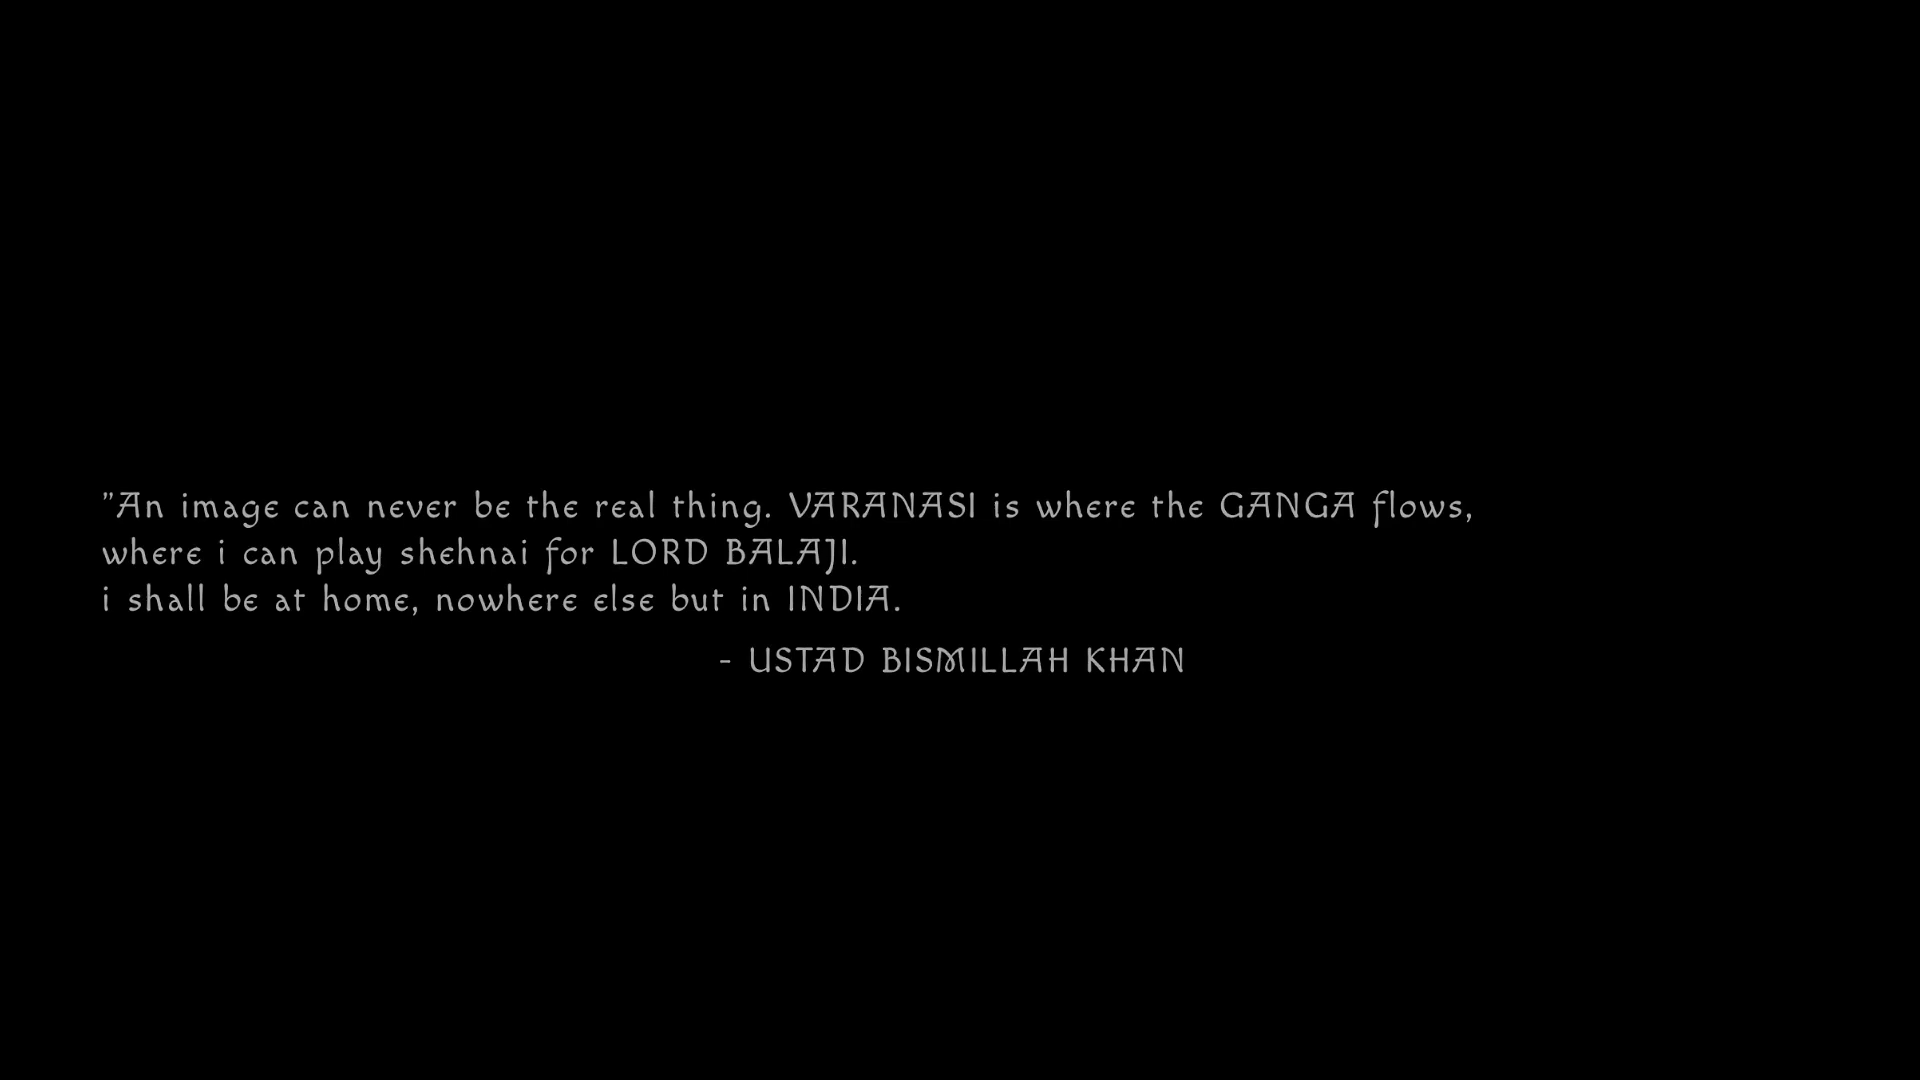 "An image can never be the real thing. VARANASI is where the GANGA flows,
where i can play shehnai for LORD BALAJI.
i shall be at home, nowhere else but in INDIA.
- USTAD BISMILLAH KHAN